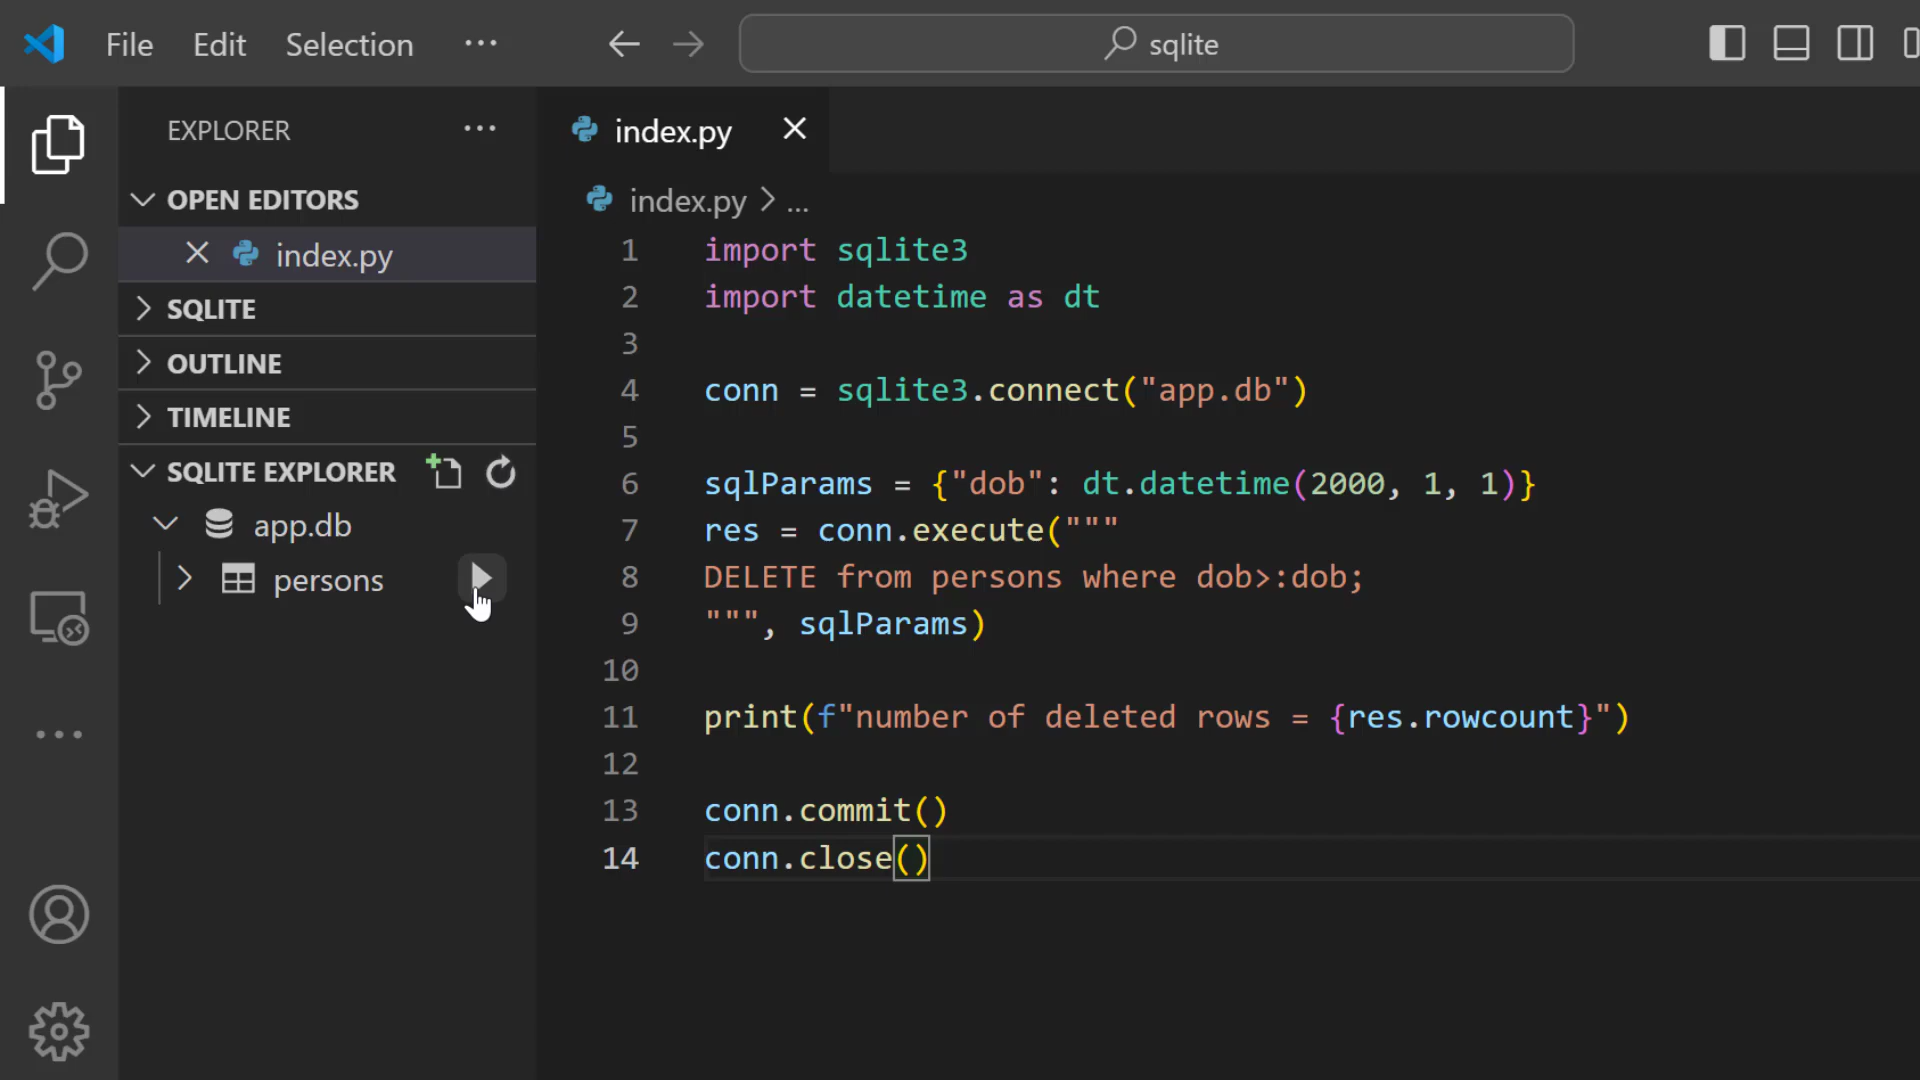 File Edit Selection ··· sqlite
EXPLORER ···
OPEN EDITORS
index.py
SQLITE
OUTLINE
TIMELINE
SQLITE EXPLORER
app.db
persons
index.py
index.py > ...
1 import sqlite3
2 import datetime as dt
3
4 conn = sqlite3.connect("app.db")
5
6 sqlParams = {"dob": dt.datetime(2000, 1, 1)}
7 res = conn.execute("""
8 DELETE from persons where dob>:dob;
9 """, sqlParams)
10
11 print(f"number of deleted rows = {res.rowcount}")
12
13 conn.commit()
14 conn.close()